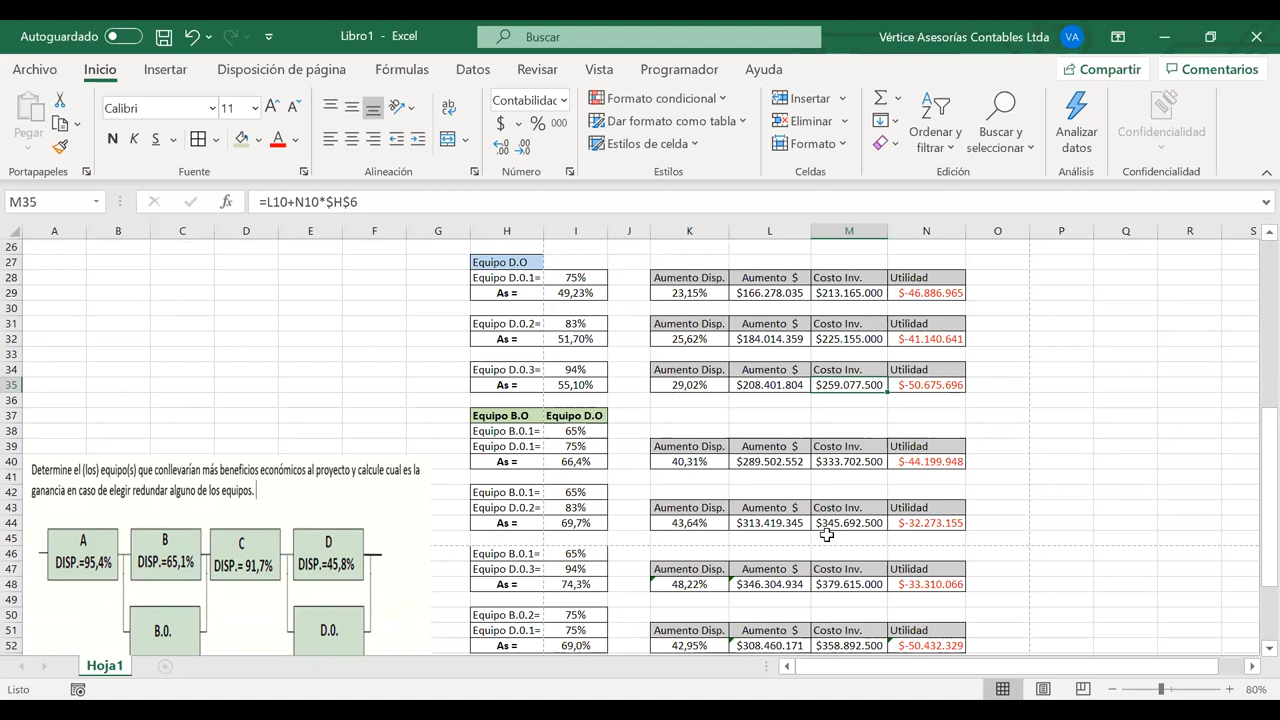 Autoguardado
Libro1 - Excel
Buscar
Vértice Asesorías Contables Ltda
VA
Archivo Inicio Insertar Disposición de página Fórmulas Datos Revisar Vista Programador Ayuda
Compartir Comentarios
Pegar
Calibri 11
N K S
Contabilidac
$ % 000
Formato condicional
Dar formato como tabla
Estilos de celda
Insertar
Eliminar
Formato
Ordenar y filtrar
Buscar y seleccionar
Analizar datos
Confidencialidad
Portapapeles Fuente Alineación Número Estilos Celdas Edición Análisis Confidencialidad
M35 fx =L10+N10*$H$6
A B C D E F G H I J K L M N O P Q R S
26
27 Equipo D.O
28 Equipo D.0.1= 75% Aumento Disp. Aumento $ Costo Inv. Utilidad
29 As = 49,23% 23,15% $166.278.035 $213.165.000 $-46.886.965
30
31 Equipo D.0.2= 83% Aumento Disp. Aumento $ Costo Inv. Utilidad
32 As = 51,70% 25,62% $184.014.359 $225.155.000 $-41.140.641
33
34 Equipo D.0.3= 94% Aumento Disp. Aumento $ Costo Inv. Utilidad
35 As = 55,10% 29,02% $208.401.804 $259.077.500 $-50.675.696
36
37 Equipo B.O Equipo D.O
38 Equipo B.0.1= 65%
39 Equipo D.0.1= 75% Aumento Disp. Aumento $ Costo Inv. Utilidad
40 As = 66,4% 40,31% $289.502.552 $333.702.500 $-44.199.948
41
42 Equipo B.0.1= 65%
43 Equipo D.0.2= 83% Aumento Disp. Aumento $ Costo Inv. Utilidad
44 As = 69,7% 43,64% $313.419.345 $345.692.500 $-32.273.155
45
46 Equipo B.0.1= 65%
47 Equipo D.0.3= 94% Aumento Disp. Aumento $ Costo Inv. Utilidad
48 As = 74,3% 48,22% $346.304.934 $379.615.000 $-33.310.066
49
50 Equipo B.0.2= 75%
51 Equipo D.0.1= 75% Aumento Disp. Aumento $ Costo Inv. Utilidad
52 As = 69,0% 42,95% $308.460.171 $358.892.500 $-50.432.329
Determine el (los) equipo(s) que conllevarían más beneficios económicos al proyecto y calcule cual es la
ganancia en caso de elegir redundar alguno de los equipos.
A B C D
DISP.=95,4% DISP.=65,1% DISP.= 91,7% DISP.=45,8%
B.0. D.0.
Hoja1
Listo
80%